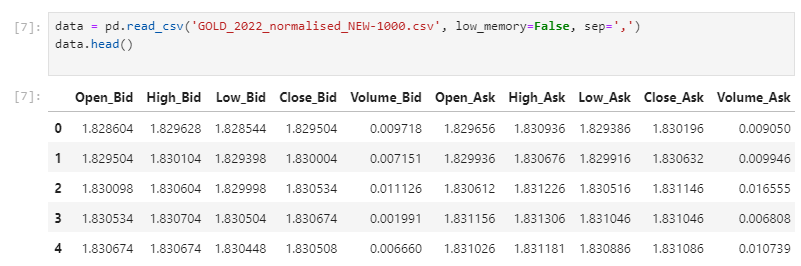 [7]: data = pd.read_csv('GOLD_2022_normalised_NEW-1000.csv', low_memory=False, sep=',')
data.head()
[7]: Open_Bid High_Bid Low_Bid Close_Bid Volume_Bid Open_Ask High_Ask Low_Ask Close_Ask Volume_Ask
0 1.828604 1.829628 1.828544 1.829504 0.009718 1.829656 1.830936 1.829386 1.830196 0.009050
1 1.829504 1.830104 1.829398 1.830004 0.007151 1.829936 1.830676 1.829916 1.830632 0.009946
2 1.830098 1.830604 1.829998 1.830534 0.011126 1.830612 1.831226 1.830516 1.831146 0.016555
3 1.830534 1.830704 1.830504 1.830674 0.001991 1.831156 1.831306 1.831046 1.831046 0.006808
4 1.830674 1.830674 1.830448 1.830508 0.006660 1.831026 1.831181 1.830886 1.831086 0.010739